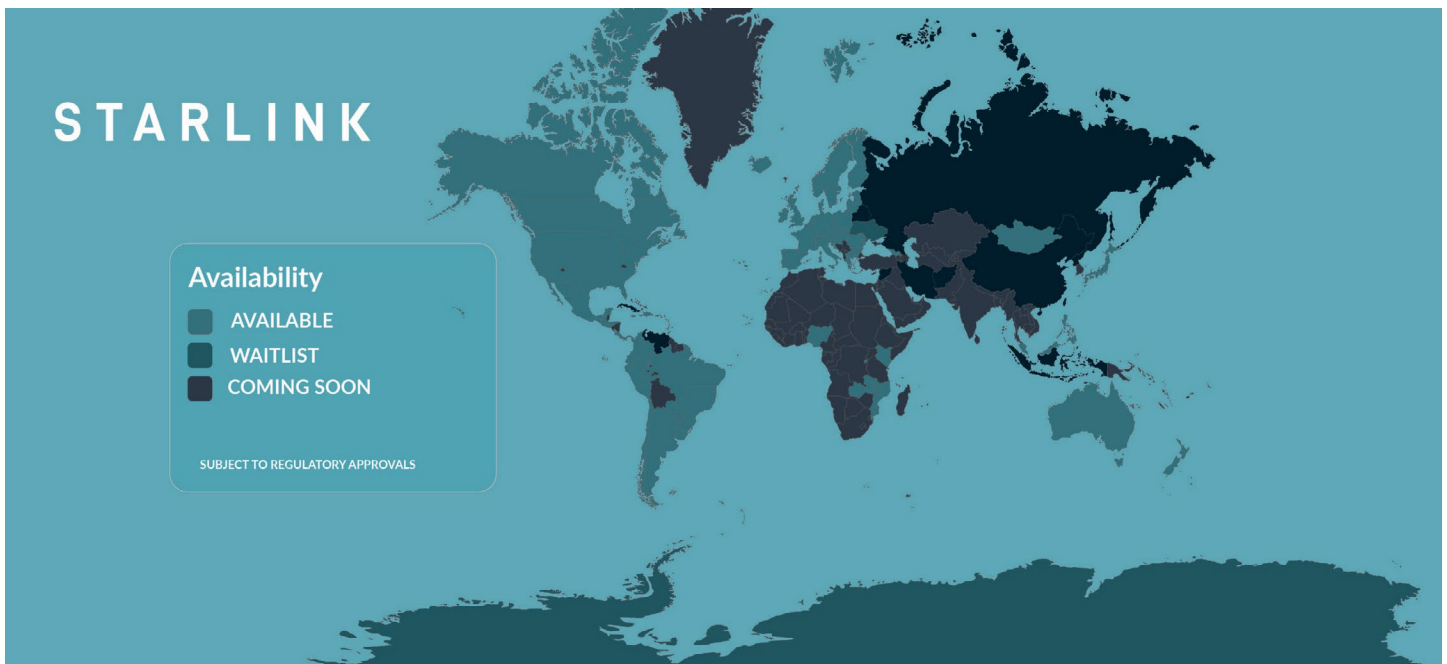 STARLINK
Availability
AVAILABLE
WAITLIST
COMING SOON
SUBJECT TO REGULATORY APPROVALS